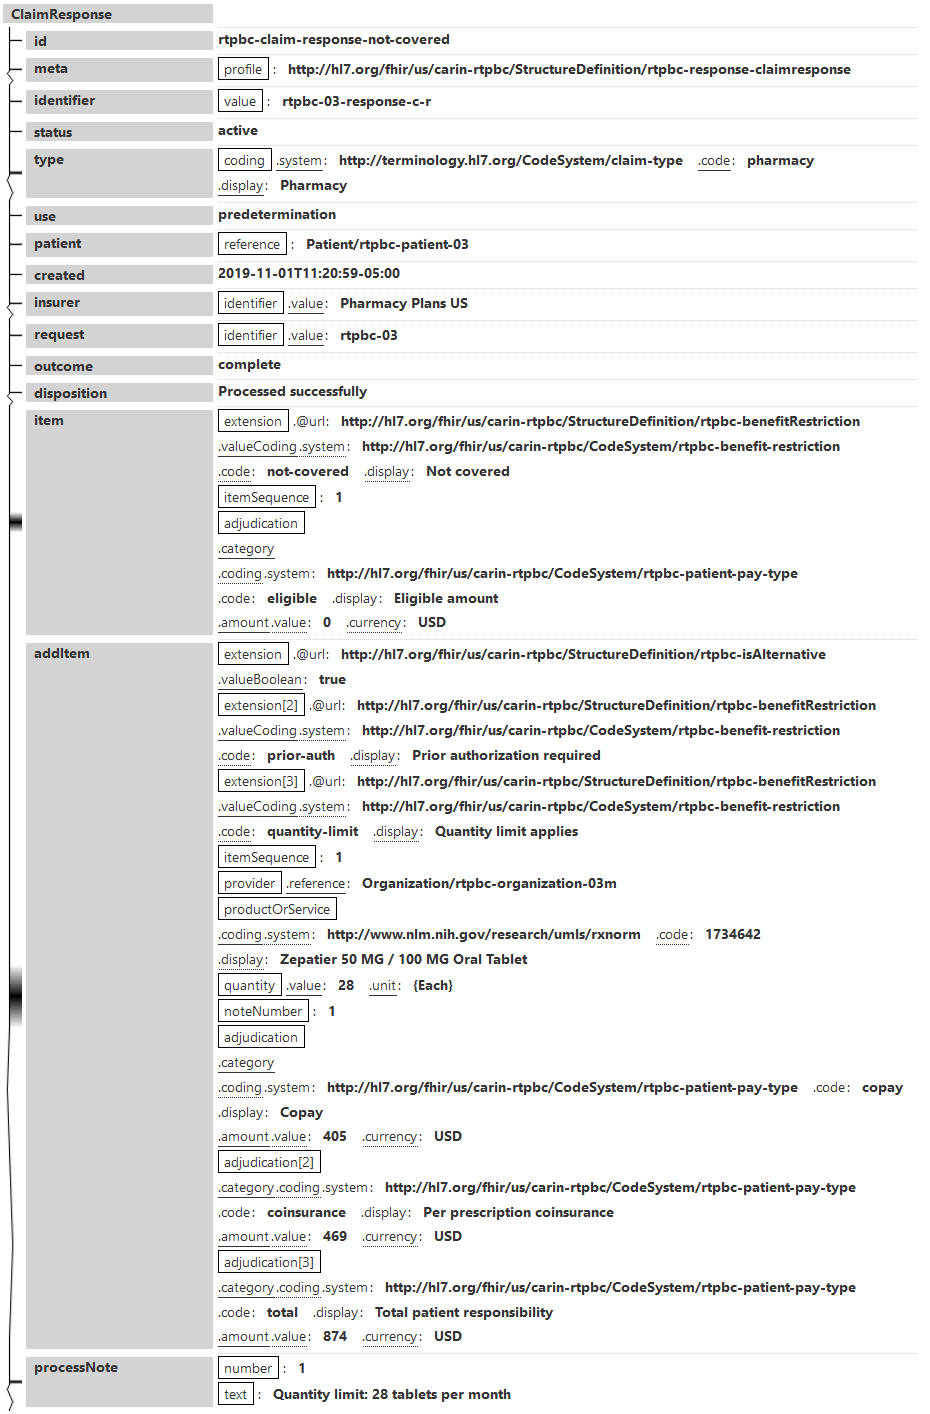 ClaimResponse
id rtpbc-claim-response-not-covered
meta profile : http://hl7.org/fhir/us/carin-rtpbc/StructureDefinition/rtpbc-response-claimresponse
identifier value : rtpbc-03-response-c-r
status active
type coding .system: http://terminology.hl7.org/CodeSystem/claim-type .code: pharmacy
.display: Pharmacy
use predetermination
patient reference : Patient/rtpbc-patient-03
created 2019-11-01T11:20:59-05:00
insurer identifier .value: Pharmacy Plans US
request identifier .value: rtpbc-03
outcome complete
disposition Processed successfully
item extension .@url: http://hl7.org/fhir/us/carin-rtpbc/StructureDefinition/rtpbc-benefitRestriction
.valueCoding.system: http://hl7.org/fhir/us/carin-rtpbc/CodeSystem/rtpbc-benefit-restriction
.code: not-covered .display: Not covered
itemSequence : 1
adjudication
.category
.coding.system: http://hl7.org/fhir/us/carin-rtpbc/CodeSystem/rtpbc-patient-pay-type
.code: eligible .display: Eligible amount
.amount.value: 0 .currency: USD
addItem extension .@url: http://hl7.org/fhir/us/carin-rtpbc/StructureDefinition/rtpbc-isAlternative
.valueBoolean: true
extension[2] .@url: http://hl7.org/fhir/us/carin-rtpbc/StructureDefinition/rtpbc-benefitRestriction
.valueCoding.system: http://hl7.org/fhir/us/carin-rtpbc/CodeSystem/rtpbc-benefit-restriction
.code: prior-auth .display: Prior authorization required
extension[3] .@url: http://hl7.org/fhir/us/carin-rtpbc/StructureDefinition/rtpbc-benefitRestriction
.valueCoding.system: http://hl7.org/fhir/us/carin-rtpbc/CodeSystem/rtpbc-benefit-restriction
.code: quantity-limit .display: Quantity limit applies
itemSequence : 1
provider .reference: Organization/rtpbc-organization-03m
productOrService
.coding.system: http://www.nlm.nih.gov/research/umls/rxnorm .code: 1734642
.display: Zepatier 50 MG / 100 MG Oral Tablet
quantity .value: 28 .unit: {Each}
noteNumber : 1
adjudication
.category
.coding.system: http://hl7.org/fhir/us/carin-rtpbc/CodeSystem/rtpbc-patient-pay-type .code: copay
.display: Copay
.amount.value: 405 .currency: USD
adjudication[2]
.category.coding.system: http://hl7.org/fhir/us/carin-rtpbc/CodeSystem/rtpbc-patient-pay-type
.code: coinsurance .display: Per prescription coinsurance
.amount.value: 469 .currency: USD
adjudication[3]
.category.coding.system: http://hl7.org/fhir/us/carin-rtpbc/CodeSystem/rtpbc-patient-pay-type
.code: total .display: Total patient responsibility
.amount.value: 874 .currency: USD
processNote number : 1
text : Quantity limit: 28 tablets per month